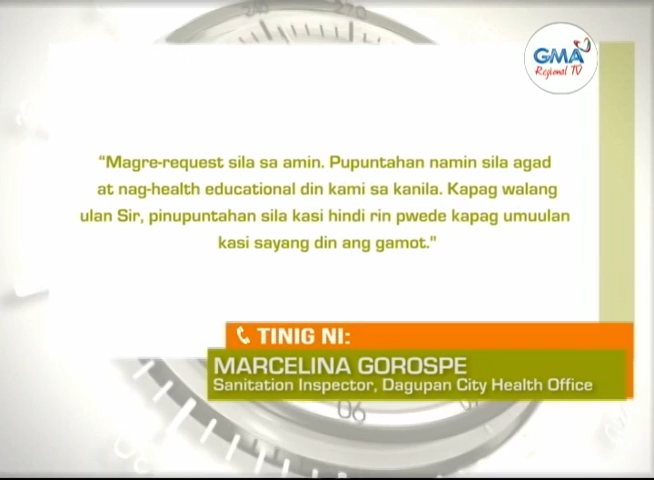 GMA
Regional TV
"Magre-request sila sa amin. Pupuntahan namin sila agad
at nag-health educational din kami sa kanila. Kapag walang
ulan Sir, pinupuntahan sila kasi hindi rin pwede kapag umuulan
kasi sayang din ang gamot."
TINIG NI:
MARCELINA GOROSPE
Sanitation Inspector, Dagupan City Health Office
06